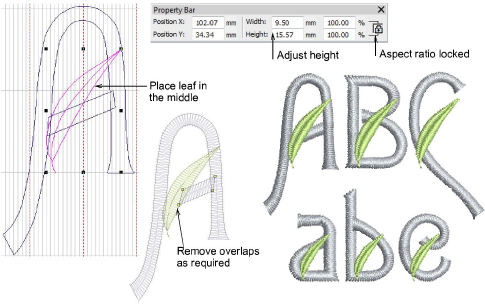 Property Bar
Position X: 102.07 mm Width: 9.50 mm 100.00 %
Position Y: 34.34 mm Height: 15.57 mm 100.00 %
Adjust height
Aspect ratio locked
Place leaf in
the middle
Remove overlaps
as required
A B C
a b e